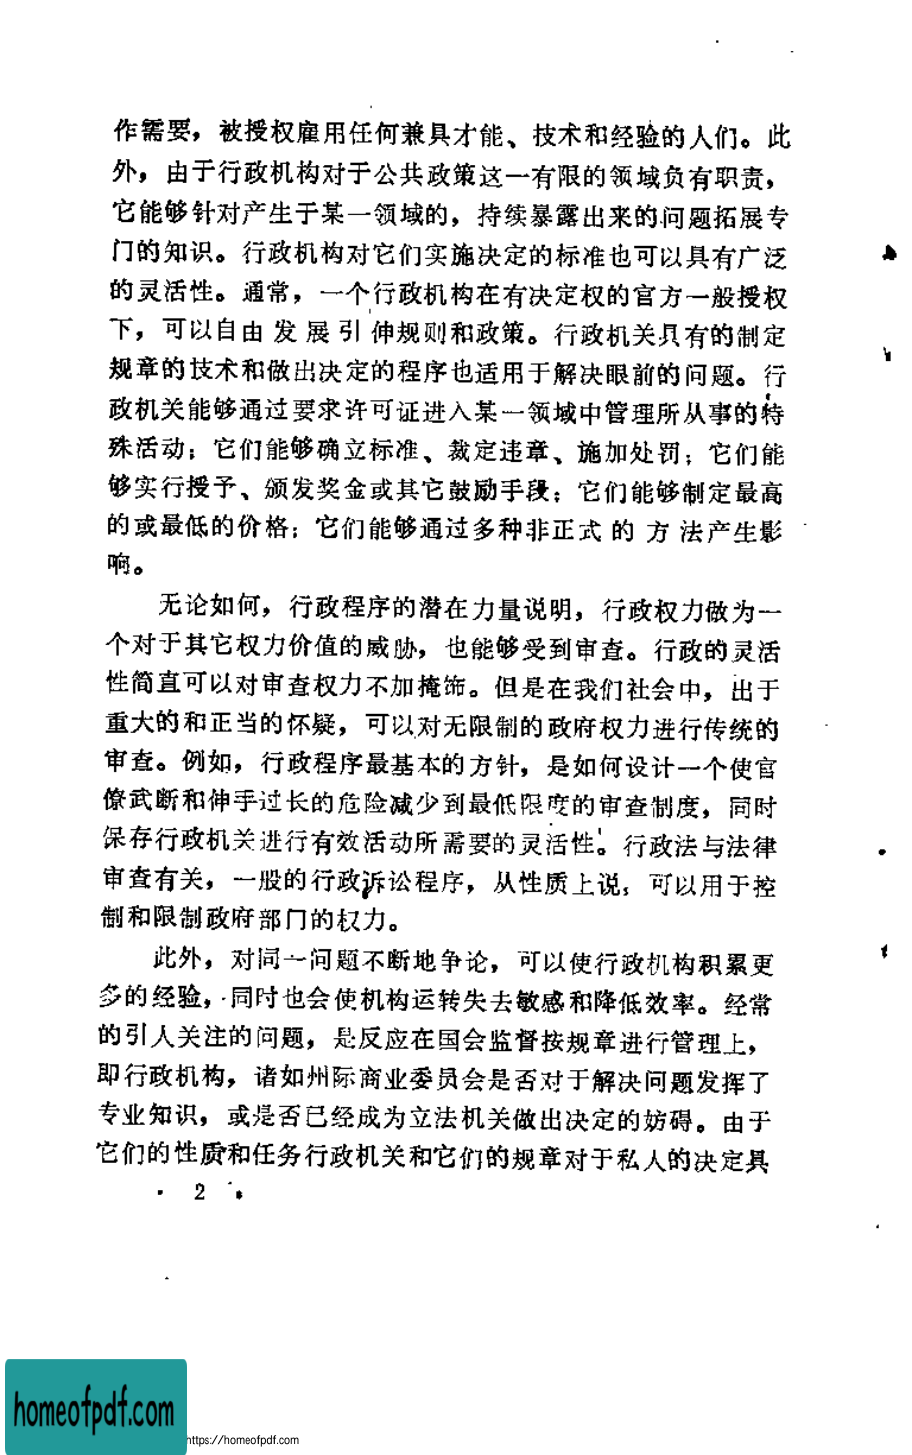 作需要，被授权雇用任何兼具才能、技术和经验的人们。此
外，由于行政机构对于公共政策这一有限的领域负有职责，
它能够针对产生于某一领域的，持续暴露出来的问题拓展专
门的知识。行政机构对它们实施决定的标准也可以具有广泛
的灵活性。通常，一个行政机构在有决定权的官方一般授权
下，可以自由发展引伸规则和政策。行政机关具有的制定
规章的技术和做出决定的程序也适用于解决眼前的问题。行
政机关能够通过要求许可证进入某一领域中管理所从事的特
殊活动；它们能够确立标准、裁定违章、施加处罚；它们能
够实行授予、颁发奖金或其它鼓励手段；它们能够制定最高
的或最低的价格；它们能够通过多种非正式的方法产生影
响。
无论如何，行政程序的潜在力量说明，行政权力做为一
个对于其它权力价值的威胁，也能够受到审查。行政的灵活
性简直可以对审查权力不加掩饰。但是在我们社会中，出于
重大的和正当的怀疑，可以对无限制的政府权力进行传统的
审查。例如，行政程序最基本的方针，是如何设计一个使官
僚武断和伸手过长的危险减少到最低限度的审查制度，同时
保存行政机关进行有效活动所需要的灵活性。行政法与法律
审查有关，一般的行政诉讼程序，从性质上说，可以用于控
制和限制政府部门的权力。
此外，对同一问题不断地争论，可以使行政机构积累更
多的经验，同时也会使机构运转失去敏感和降低效率。经常
的引人关注的问题，是反应在国会监督按规章进行管理上，
即行政机构，诸如州际商业委员会是否对于解决问题发挥了
专业知识，或是否已经成为立法机关做出决定的妨碍。由于
它们的性质和任务行政机关和它们的规章对于私人的决定具
· 2 ·
homeofpdf.com
https://homeofpdf.com